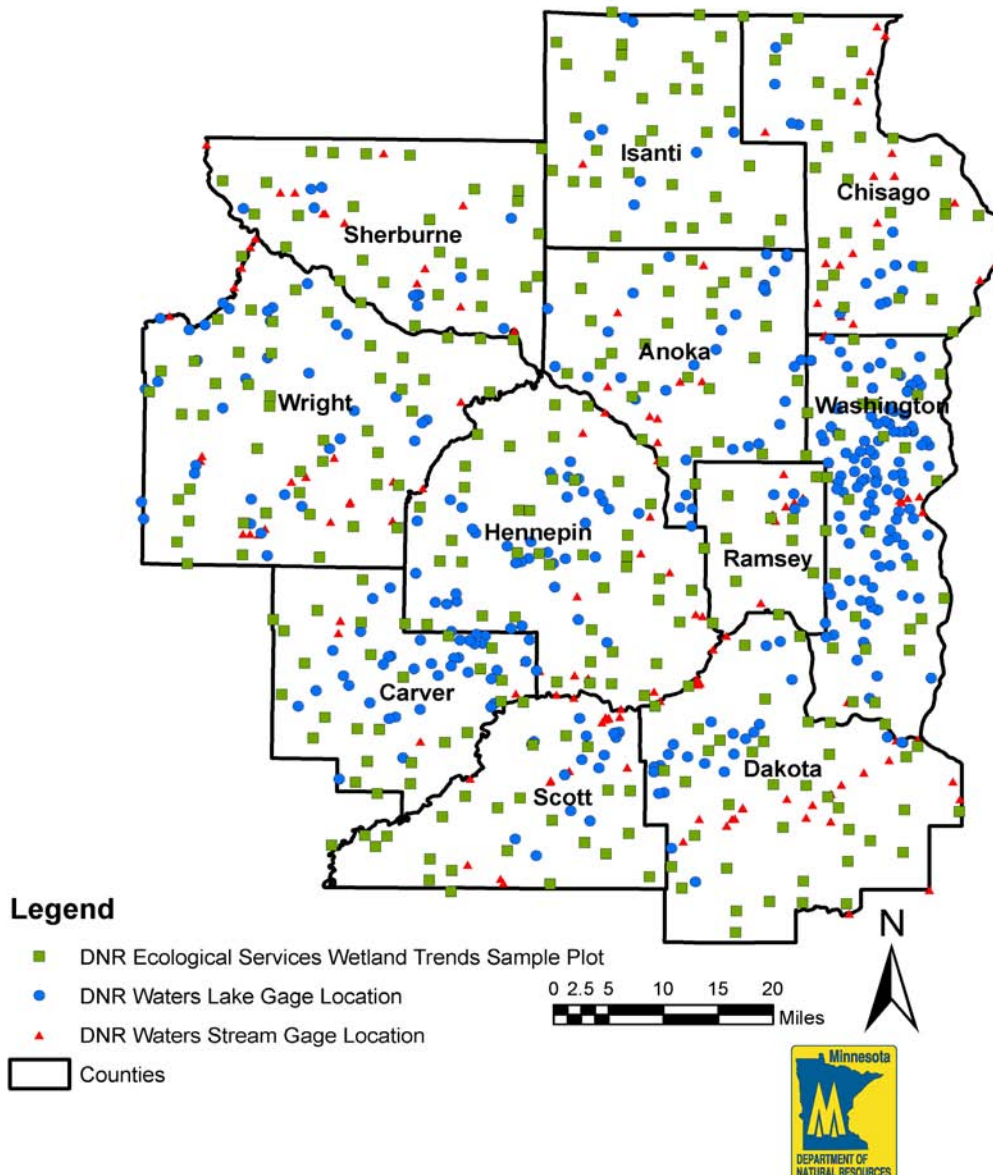 Isanti
Chisago
Sherburne
Anoka
Wright
Washington
Hennepin
Ramsey
Carver
Dakota
Scott
Legend
DNR Ecological Services Wetland Trends Sample Plot
DNR Waters Lake Gage Location
DNR Waters Stream Gage Location
Counties
N
0 2.5 5 10 15 20
Miles
Minnesota
DEPARTMENT OF
NATURAL RESOURCES